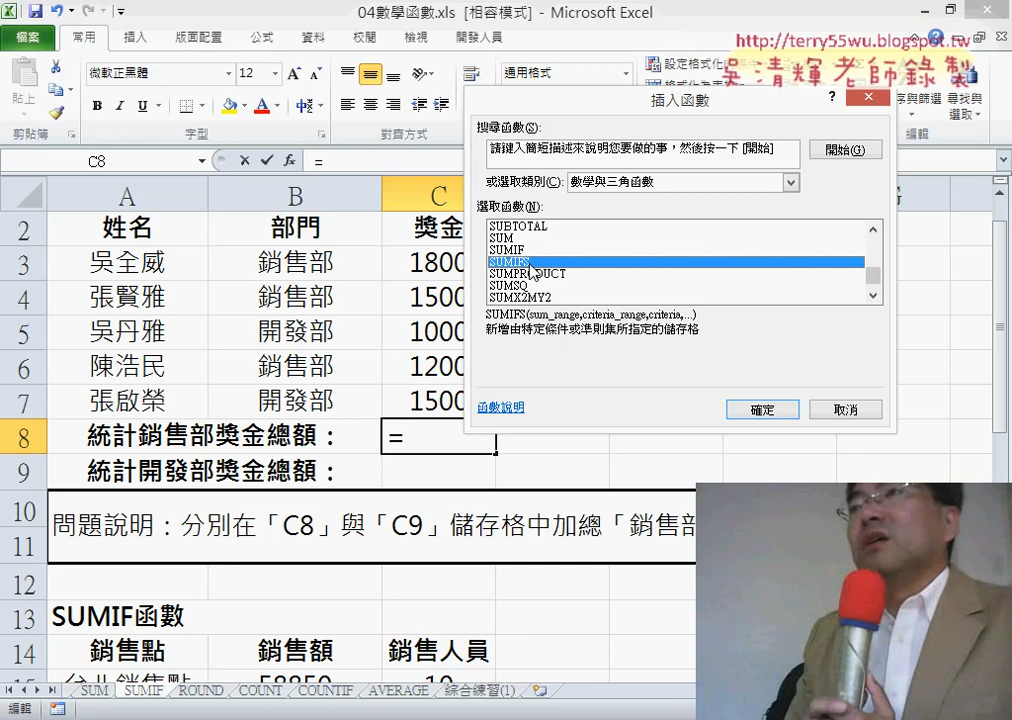 04數學函數.xls [相容模式] - Microsoft Excel
檔案 常用 插入 版面配置 公式 資料 校閱 檢視 開發人員
http://terry55wu.blogspot.tw
吳清輝老師錄製
貼上 微軟正黑體 12 通用格式 設定格式化
B I U 中 序與篩選 尋找與選取
剪貼簿 字型 對齊方式 編輯
C8 fx =
插入函數
搜尋函數(S):
請鍵入簡短描述來說明您要做的事，然後按一下 [開始]
開始(G)
或選取類別(C): 數學與三角函數
選取函數(N):
SUBTOTAL
SUM
SUMIF
SUMIFS
SUMPRODUCT
SUMSQ
SUMX2MY2
SUMIFS(sum_range,criteria_range,criteria,...)
新增由特定條件或準則集所指定的儲存格
函數說明 確定 取消
A B C
2 姓名 部門 獎金
3 吳全威 銷售部 1800
4 張賢雅 銷售部 1500
5 吳丹雅 開發部 1000
6 陳浩民 開發部 1200
7 張啟榮 開發部 1500
8 統計銷售部獎金總額： =
9 統計開發部獎金總額：
10 問題說明：分別在「C8」與「C9」儲存格中加總「銷售部
11
12
13 SUMIF函數
14 銷售點 銷售額 銷售人員
台北銷售點 58850 10
SUM SUMIF ROUND COUNT COUNTIF AVERAGE 綜合練習(1)
編輯